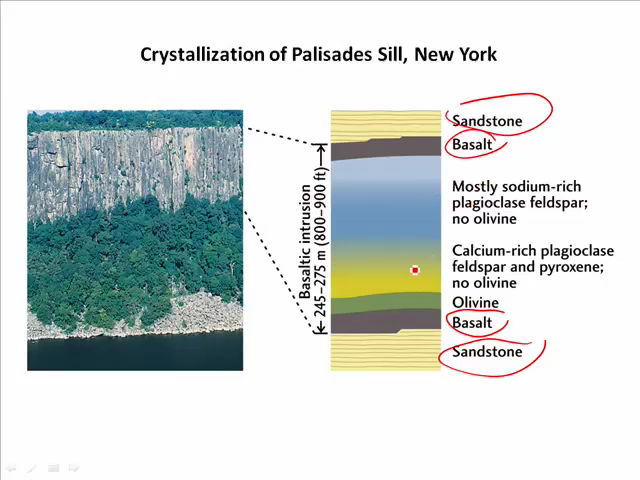 Crystallization of Palisades Sill, New York
Sandstone
Basalt
Mostly sodium-rich
plagioclase feldspar;
no olivine
Basaltic intrusion
245–275 m (800–900 ft)
Calcium-rich plagioclase
feldspar and pyroxene;
no olivine
Olivine
Basalt
Sandstone